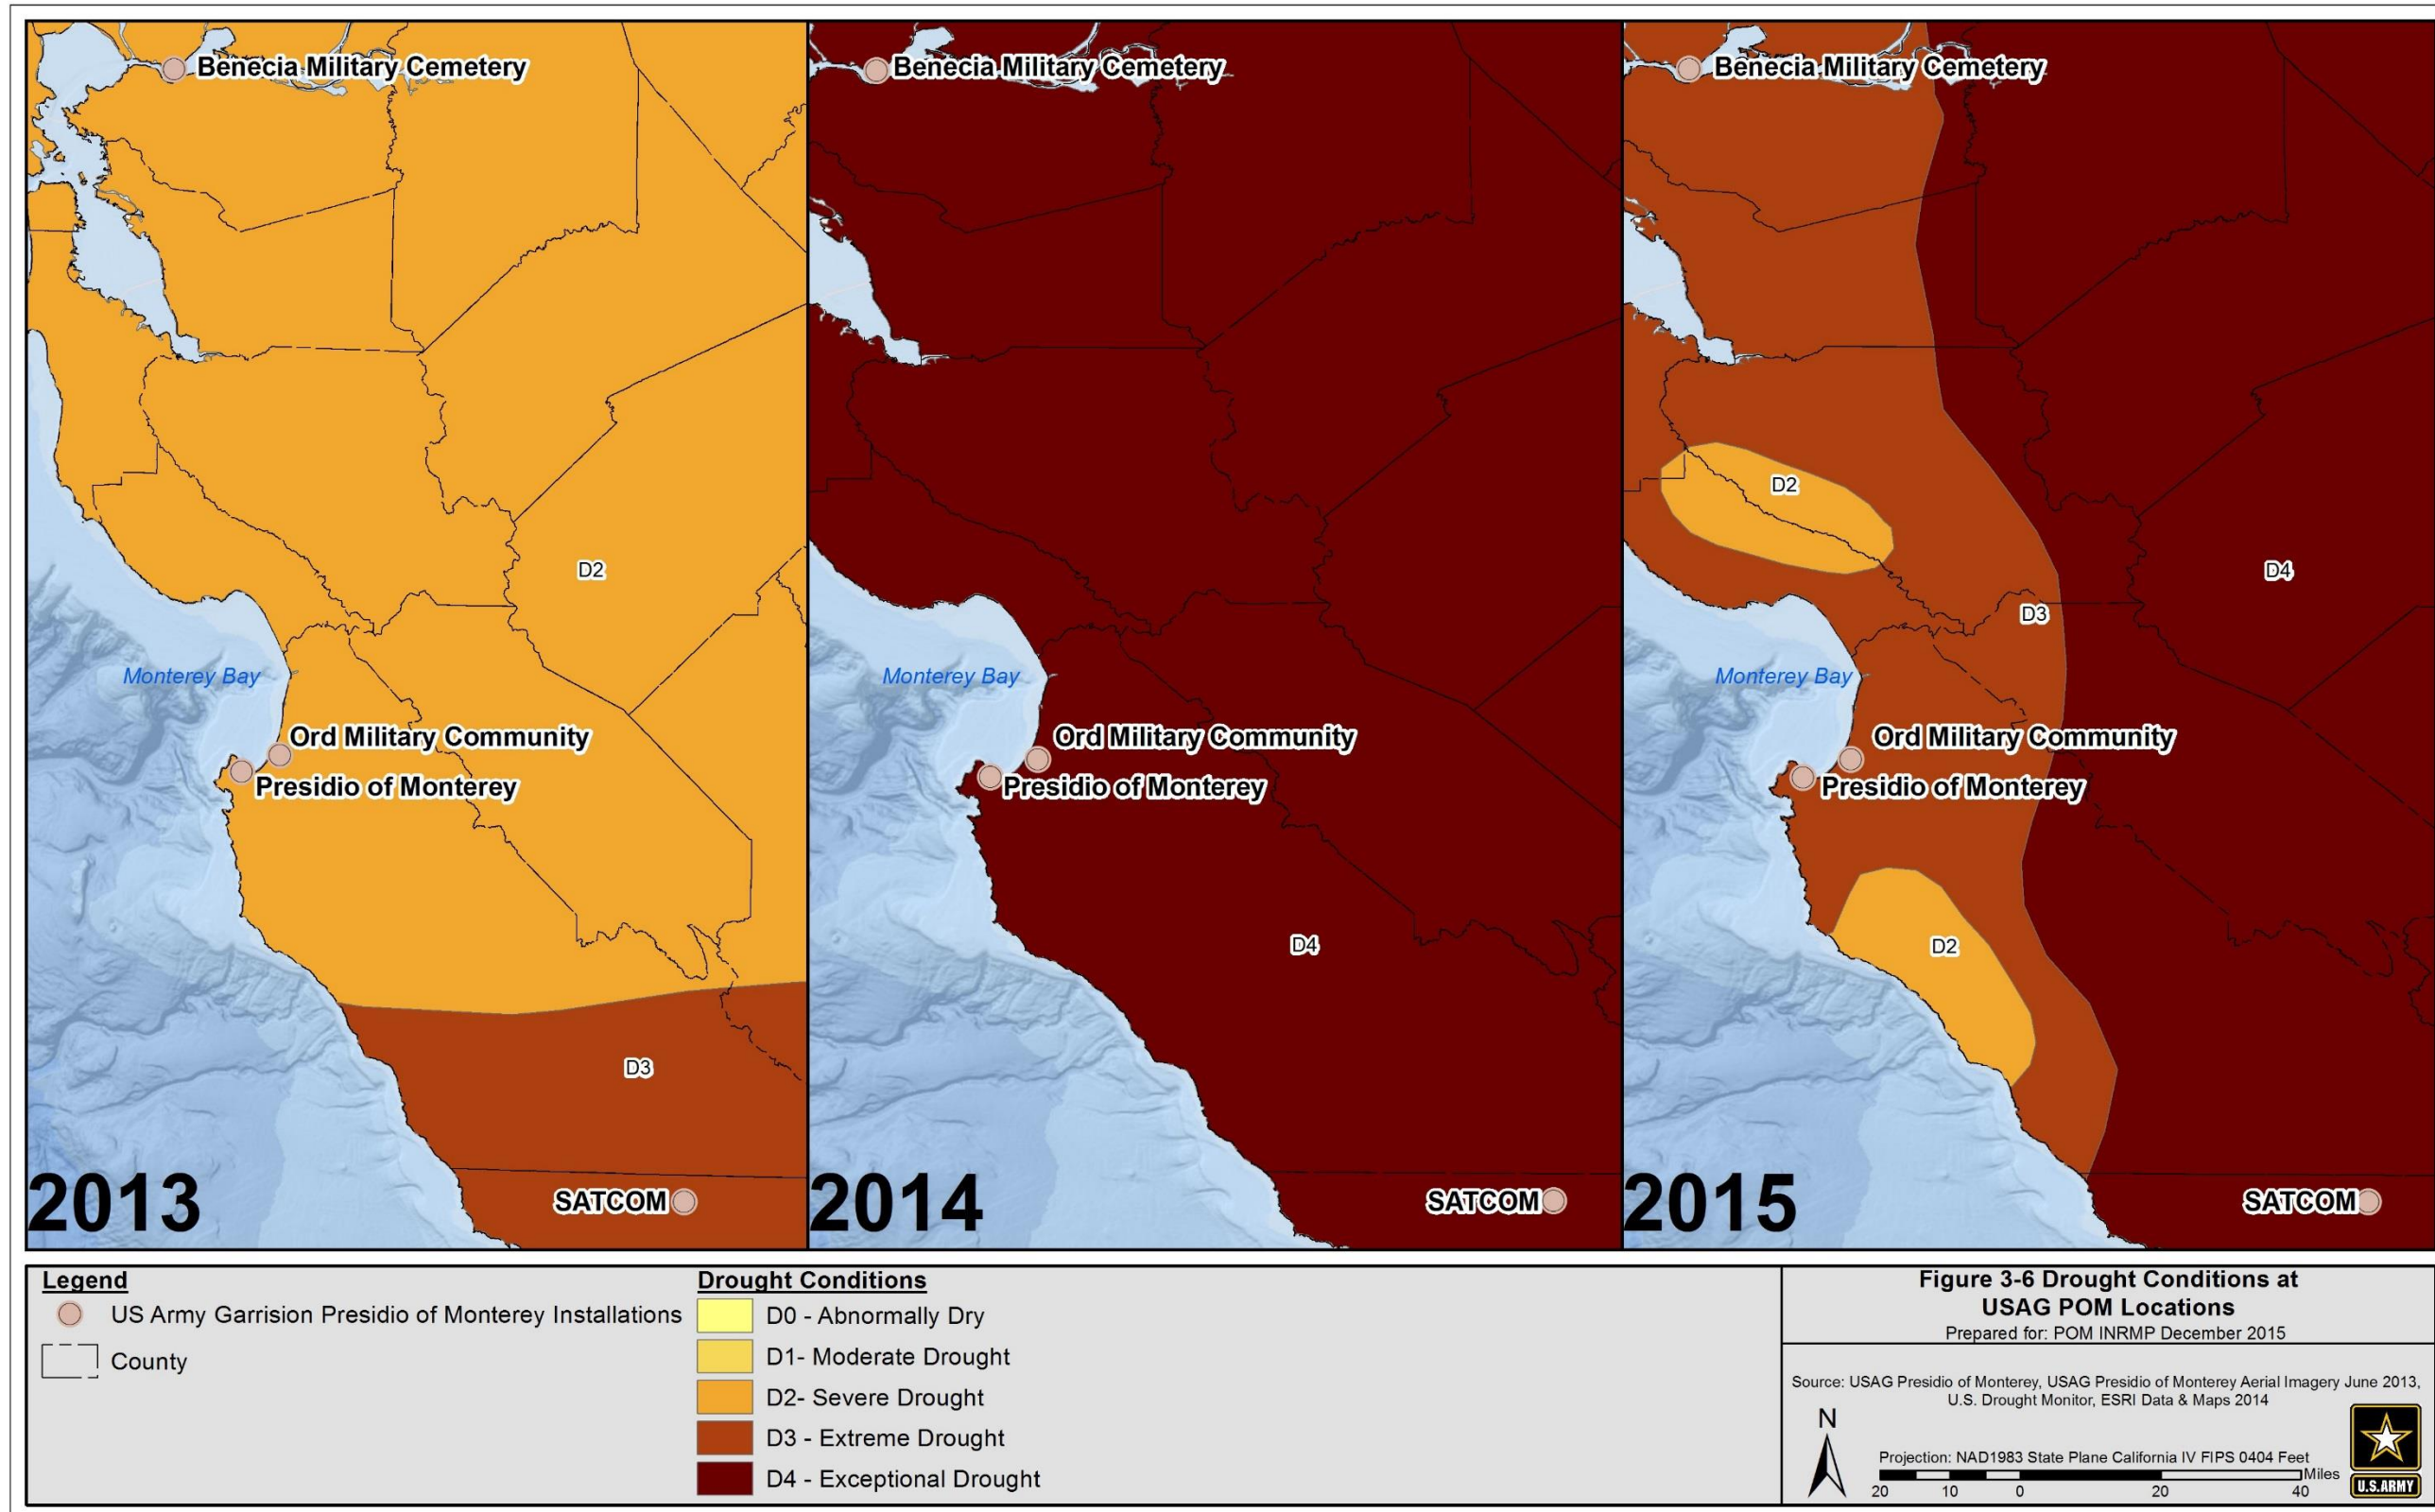 Benecia Military Cemetery
D2
Monterey Bay
Ord Military Community
Presidio of Monterey
D3
SATCOM
2013
Benecia Military Cemetery
Monterey Bay
Ord Military Community
Presidio of Monterey
D4
SATCOM
2014
Benecia Military Cemetery
D2
D4
D3
Monterey Bay
Ord Military Community
Presidio of Monterey
D2
SATCOM
2015
Legend
US Army Garrision Presidio of Monterey Installations
County
Drought Conditions
D0 - Abnormally Dry
D1- Moderate Drought
D2- Severe Drought
D3 - Extreme Drought
D4 - Exceptional Drought
Figure 3-6 Drought Conditions at
USAG POM Locations
Prepared for: POM INRMP December 2015
Source: USAG Presidio of Monterey, USAG Presidio of Monterey Aerial Imagery June 2013,
U.S. Drought Monitor, ESRI Data & Maps 2014
N
Projection: NAD1983 State Plane California IV FIPS 0404 Feet
Miles
20 10 0 20 40
U.S.ARMY